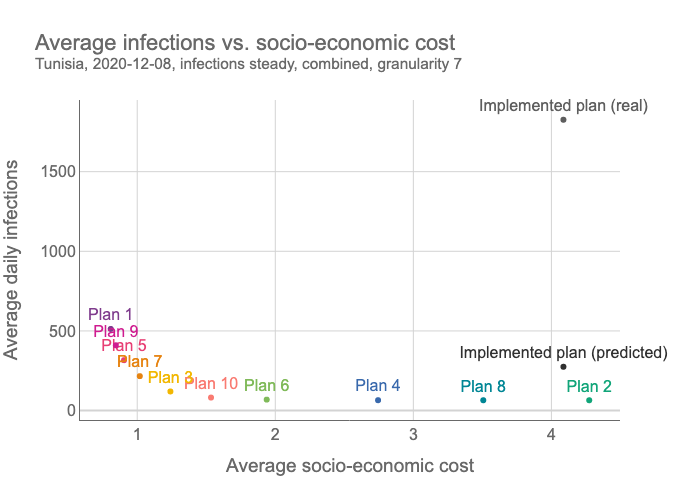 Average infections vs. socio-economic cost
Tunisia, 2020-12-08, infections steady, combined, granularity 7
Implemented plan (real)
1500
1000
Plan 1
500
Plan 9
Plan 5
Implemented plan (predicted)
Plan 7
Plan 3
Plan 10
Plan 6
Plan 4
Plan 8
Plan 2
0
1
2
3
4
Average daily infections
Average socio-economic cost